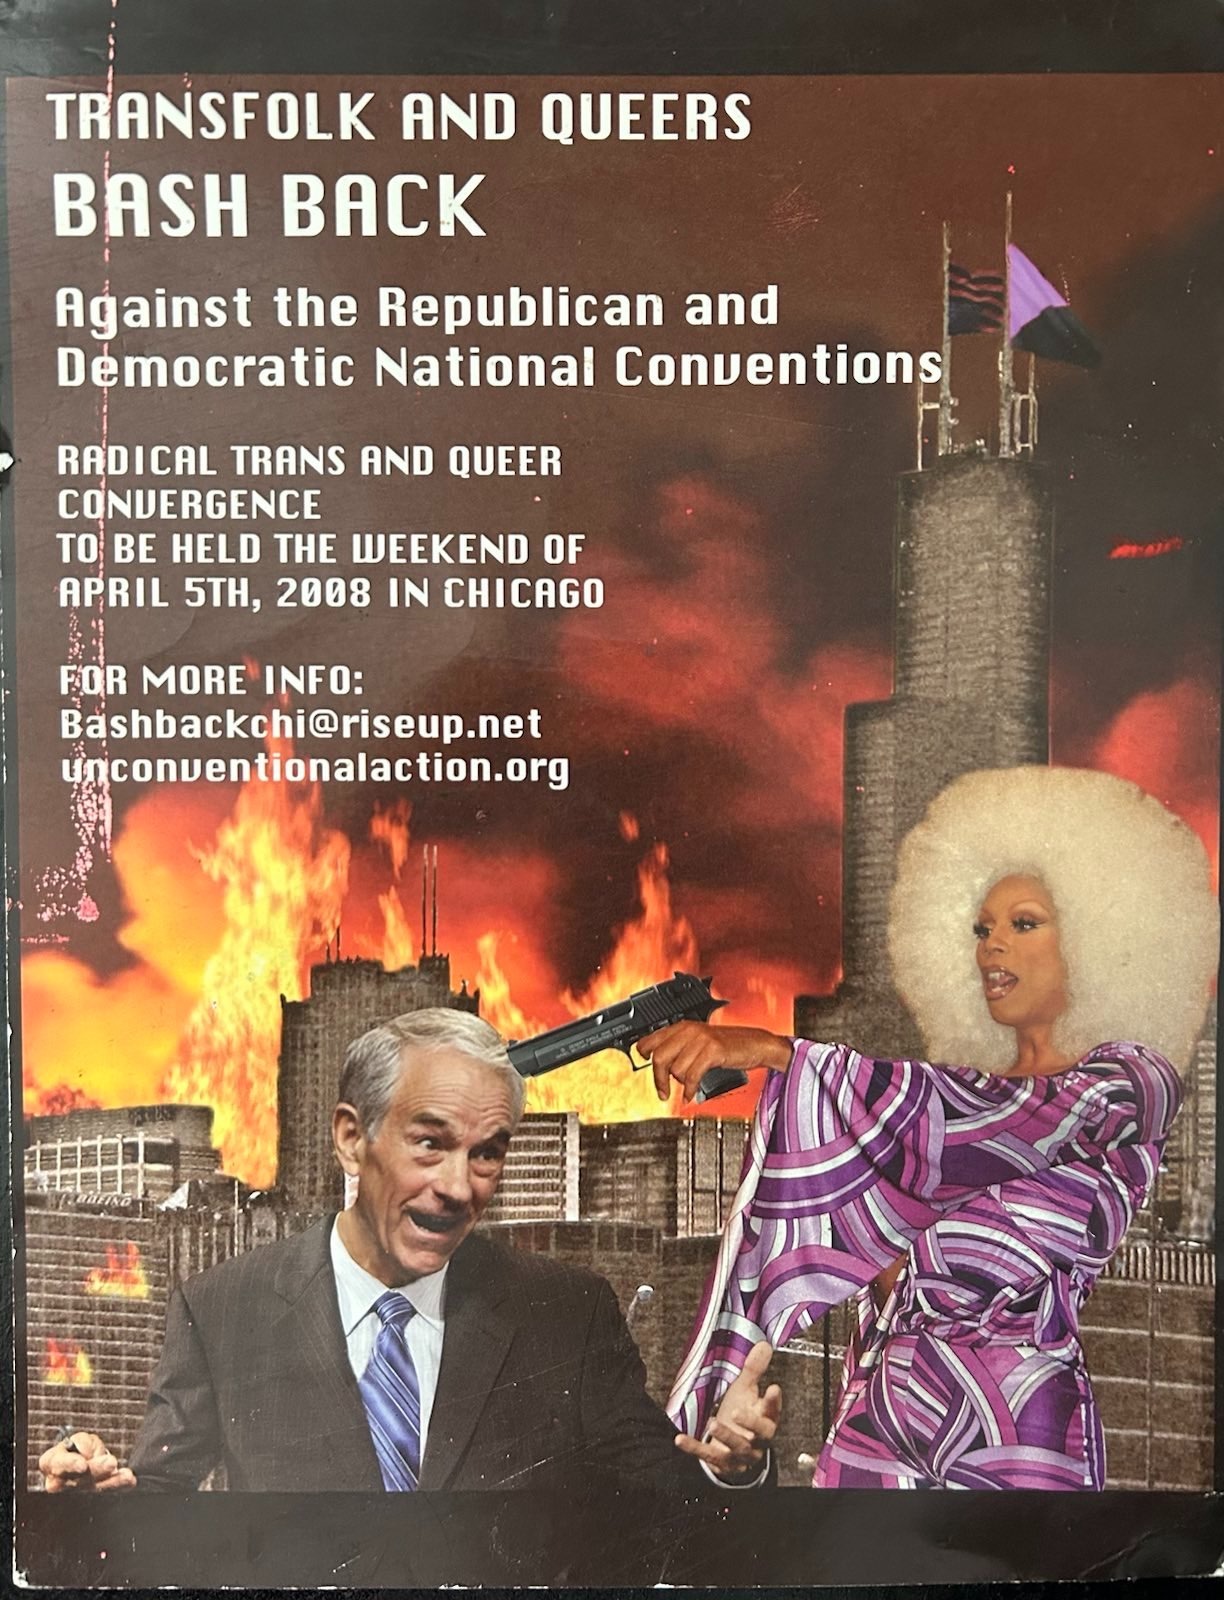 TRANSFOLK AND QUEERS
BASH BACK
Against the Republican and
Democratic National Conventions
RADICAL TRANS AND QUEER
CONVERGENCE
TO BE HELD THE WEEKEND OF
APRIL 5TH, 2008 IN CHICAGO
FOR MORE INFO:
Bashbackchi@riseup.net
unconventionalaction.org
BOEING